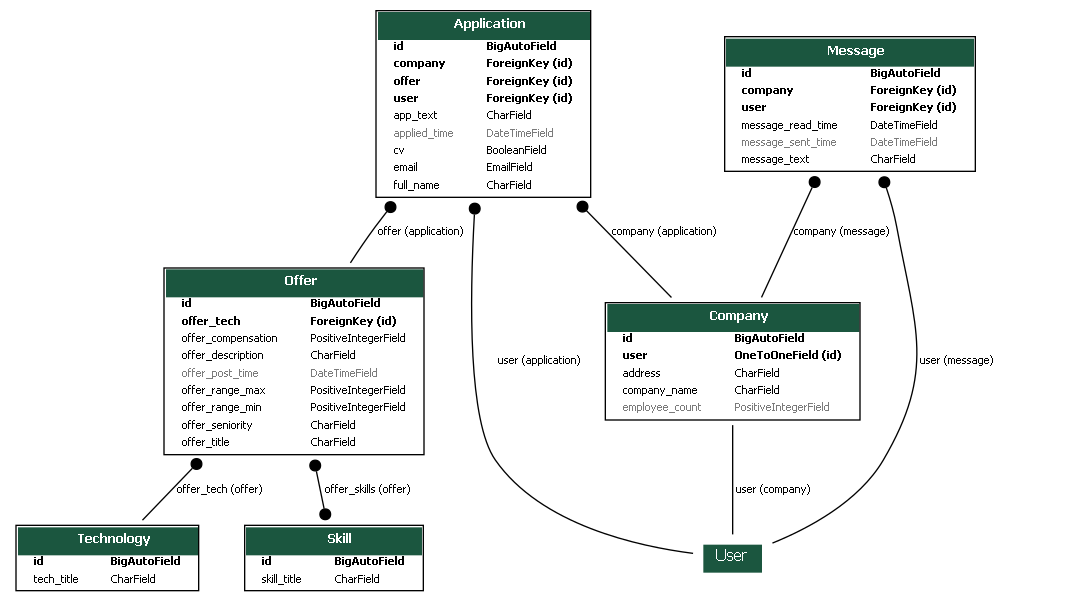 Application
id BigAutoField
company ForeignKey (id)
offer ForeignKey (id)
user ForeignKey (id)
app_text CharField
applied_time DateTimeField
cv BooleanField
email EmailField
full_name CharField
Message
id BigAutoField
company ForeignKey (id)
user ForeignKey (id)
message_read_time DateTimeField
message_sent_time DateTimeField
message_text CharField
offer (application)
company (application)
company (message)
Offer
id BigAutoField
offer_tech ForeignKey (id)
offer_compensation PositiveIntegerField
offer_description CharField
offer_post_time DateTimeField
offer_range_max PositiveIntegerField
offer_range_min PositiveIntegerField
offer_seniority CharField
offer_title CharField
user (application)
Company
id BigAutoField
user OneToOneField (id)
address CharField
company_name CharField
employee_count PositiveIntegerField
user (message)
offer_tech (offer)
offer_skills (offer)
user (company)
Technology
id BigAutoField
tech_title CharField
Skill
id BigAutoField
skill_title CharField
User